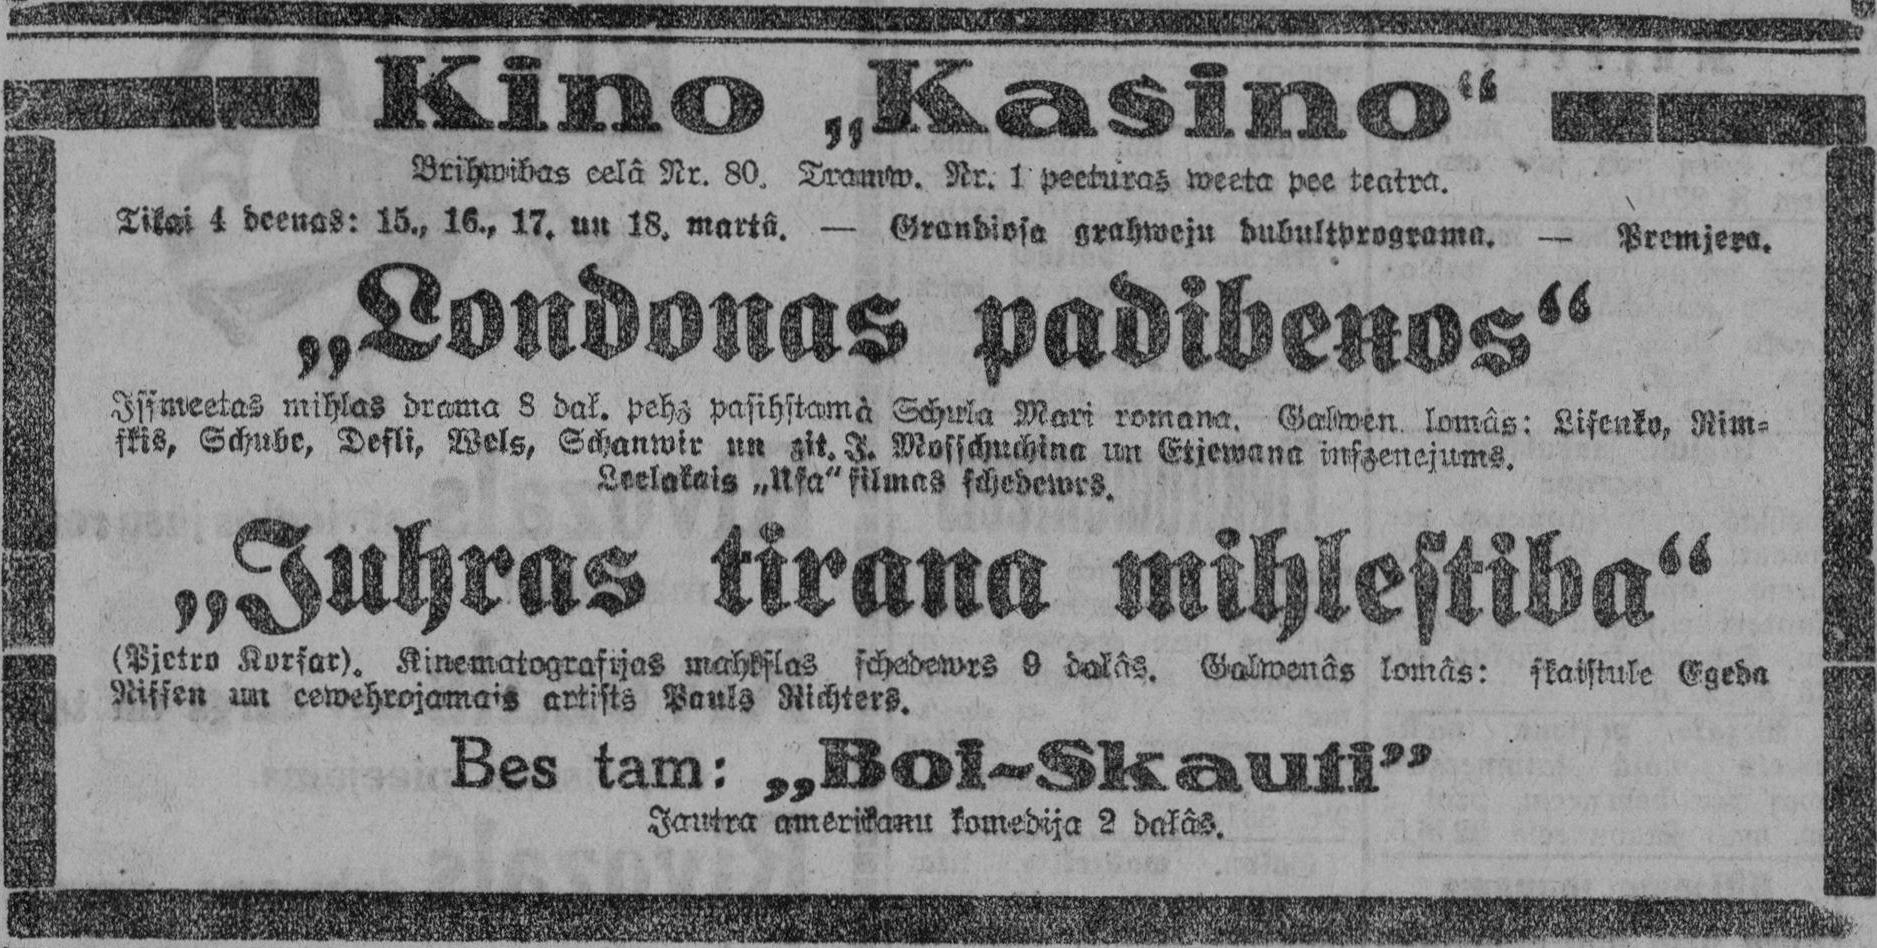 Kino „Kasino“
Brihwibas eelâ Nr. 80. Tramw. Nr. 1 peeturas weeta pee teatra.
Tikai 4 deenas: 15., 16., 17. un 18. martâ. — Grandiosa grahweju dubultprograma. — Premjera.
„Londonas padibenos“
Issmeetas mihlas drama 8 dal. pehz pasihstamà Schula Mari romana. Galwen. lomâs: Lisenko, Rim-
skis, Schube, Defli, Wels, Schanwir un zit. J. Mosschuchina un Etjewana inszenejums.
Leelakais „Ufa“ filmas schedewrs.
„Juhras tirana mihlestiba“
(Pjetro Korsar). Kinematografijas mahkslas schedewrs 9 dalâs. Galwenâs lomâs: skaistule Egeda
Nissen un eewehrojamais artists Pauls Richters.
Bes tam: „Boi-Skauti”
Jautra amerikanu komedija 2 dalâs.